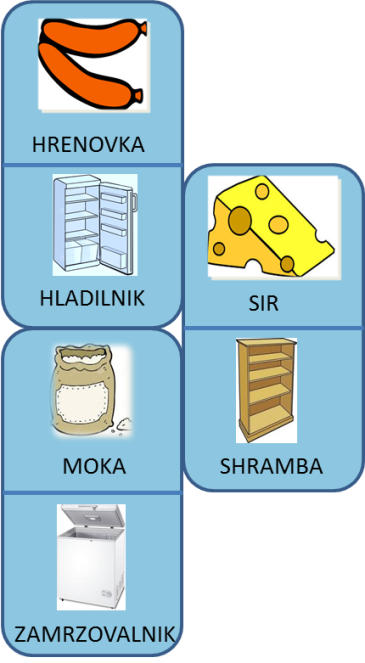 HRENOVKA
HLADILNIK
SIR
MOKA
SHRAMBA
ZAMRZOVALNIK